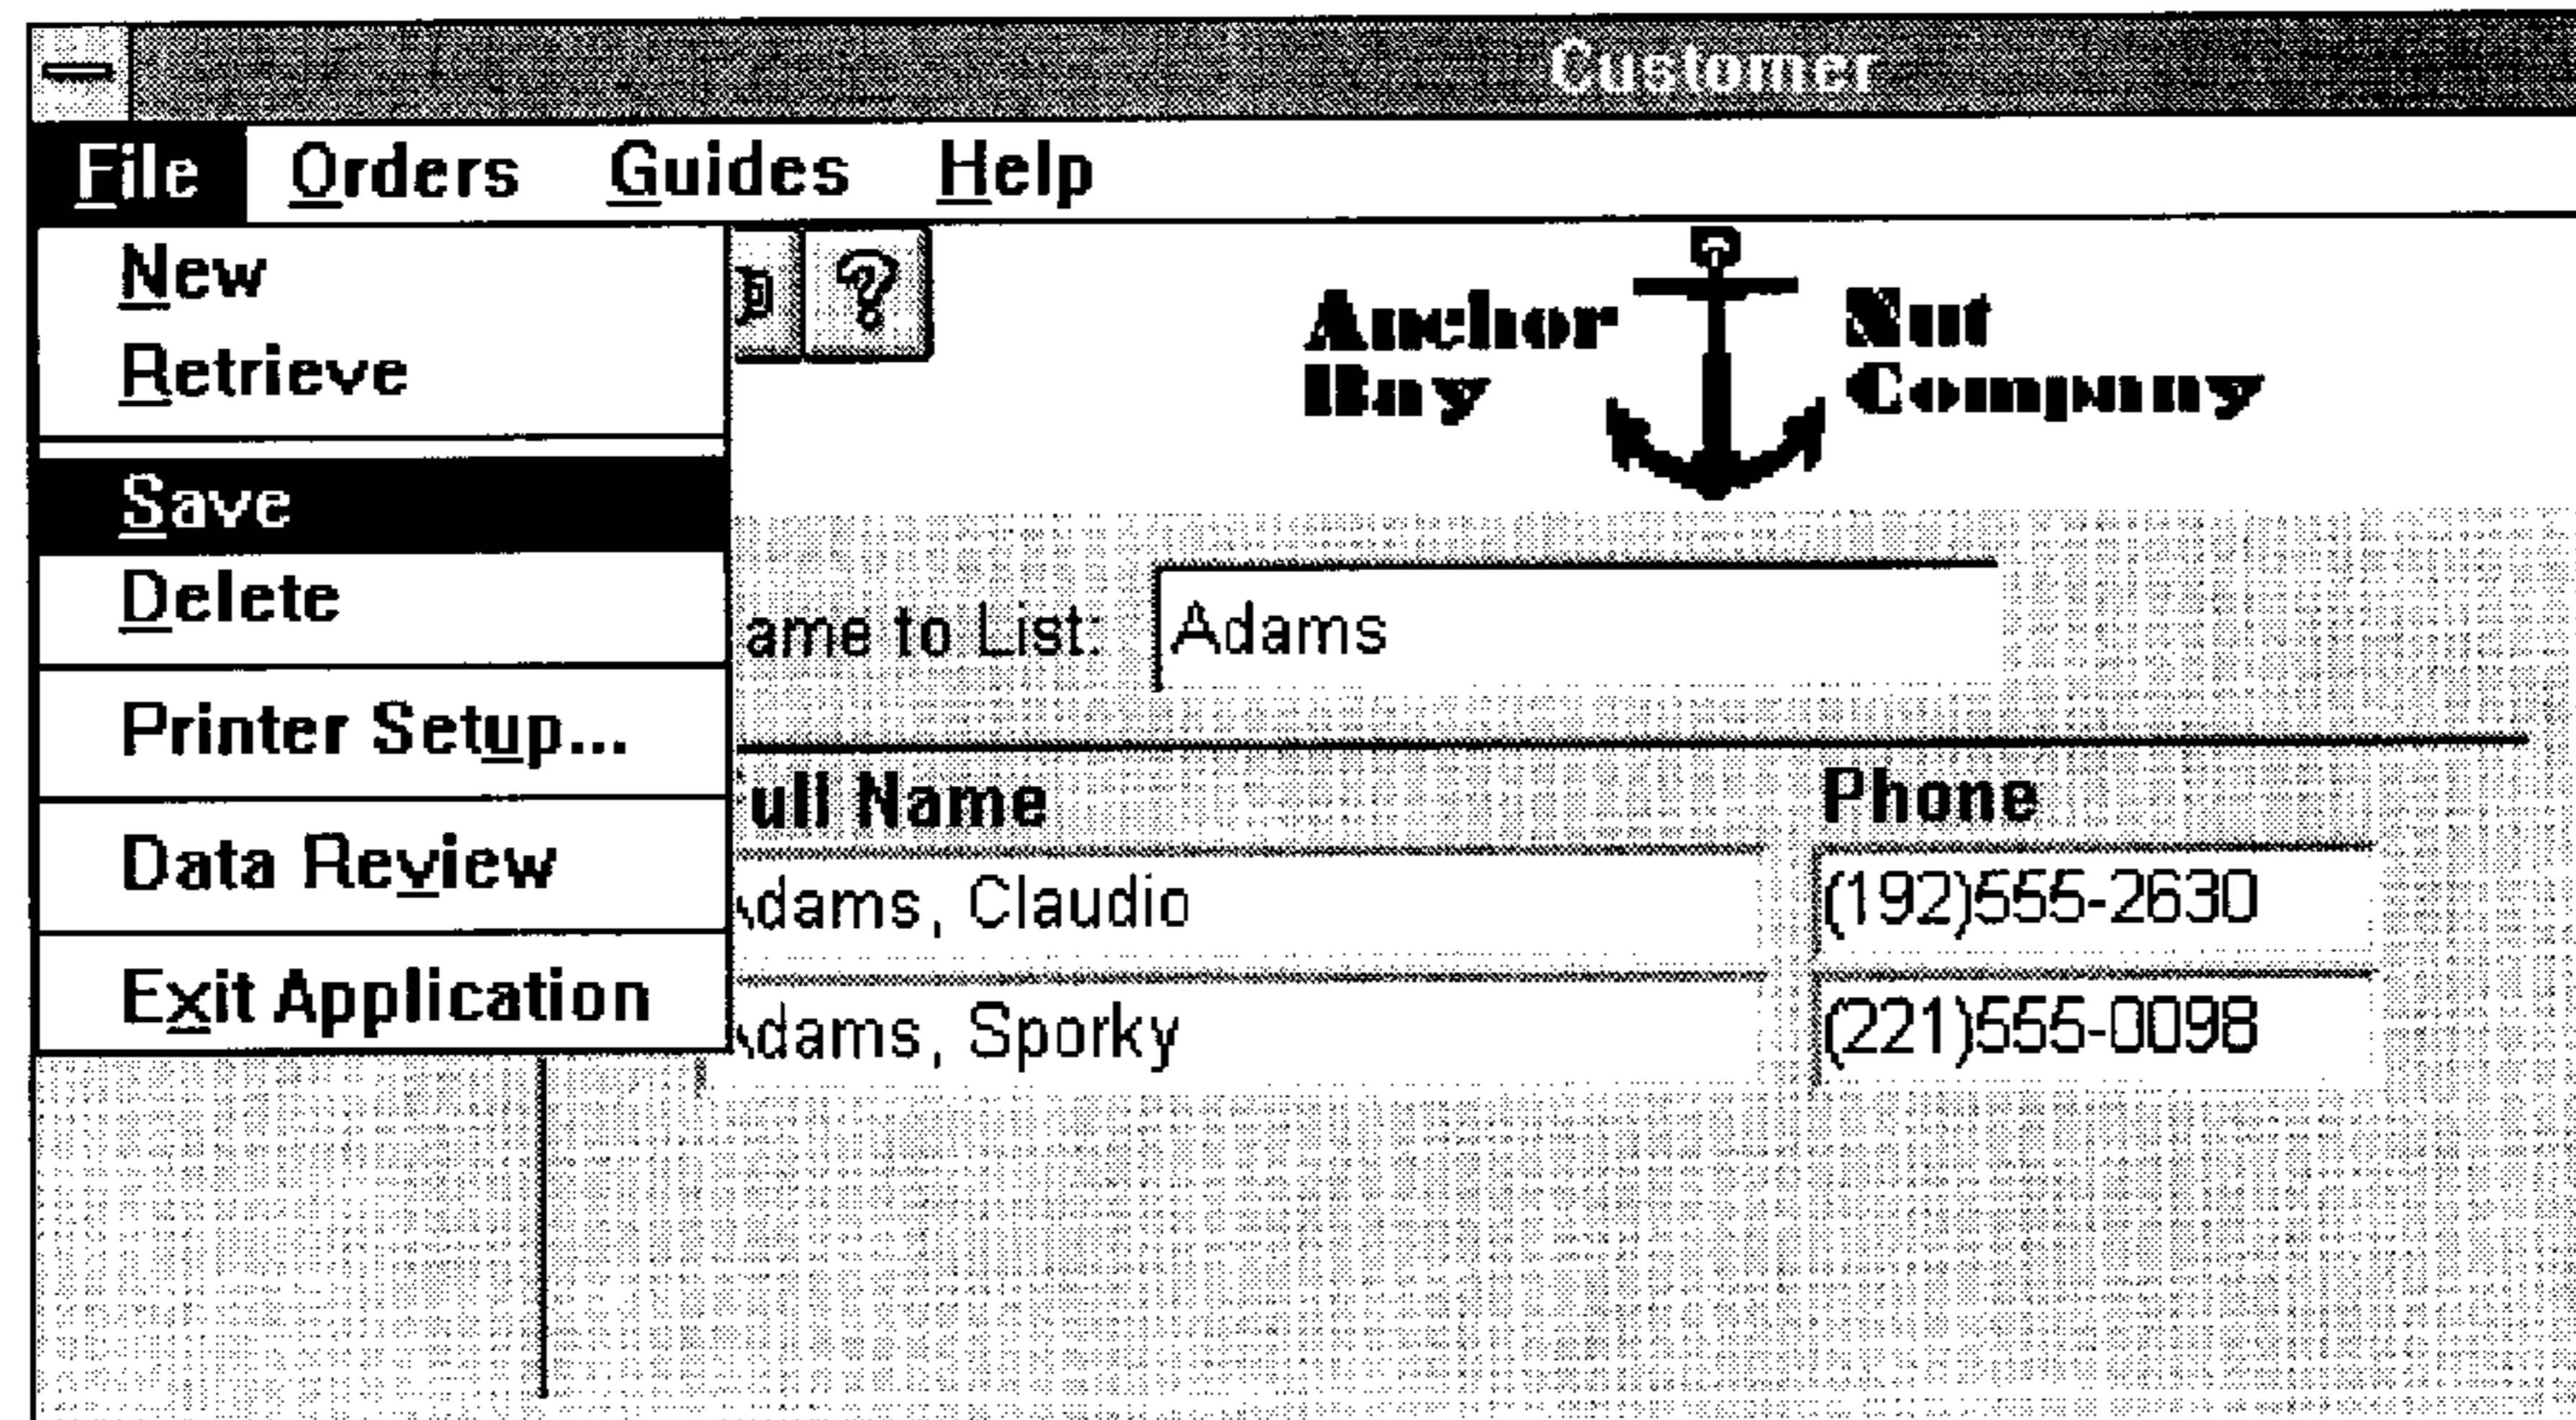 Customer
File Orders Guides Help
New
Retrieve
Save
Delete
Printer Setup...
Data Review
Exit Application
?
Anchor Nut
Bay Company
ame to List: Adams
ull Name Phone
dams, Claudio (192)555-2630
dams, Sporky (221)555-0098